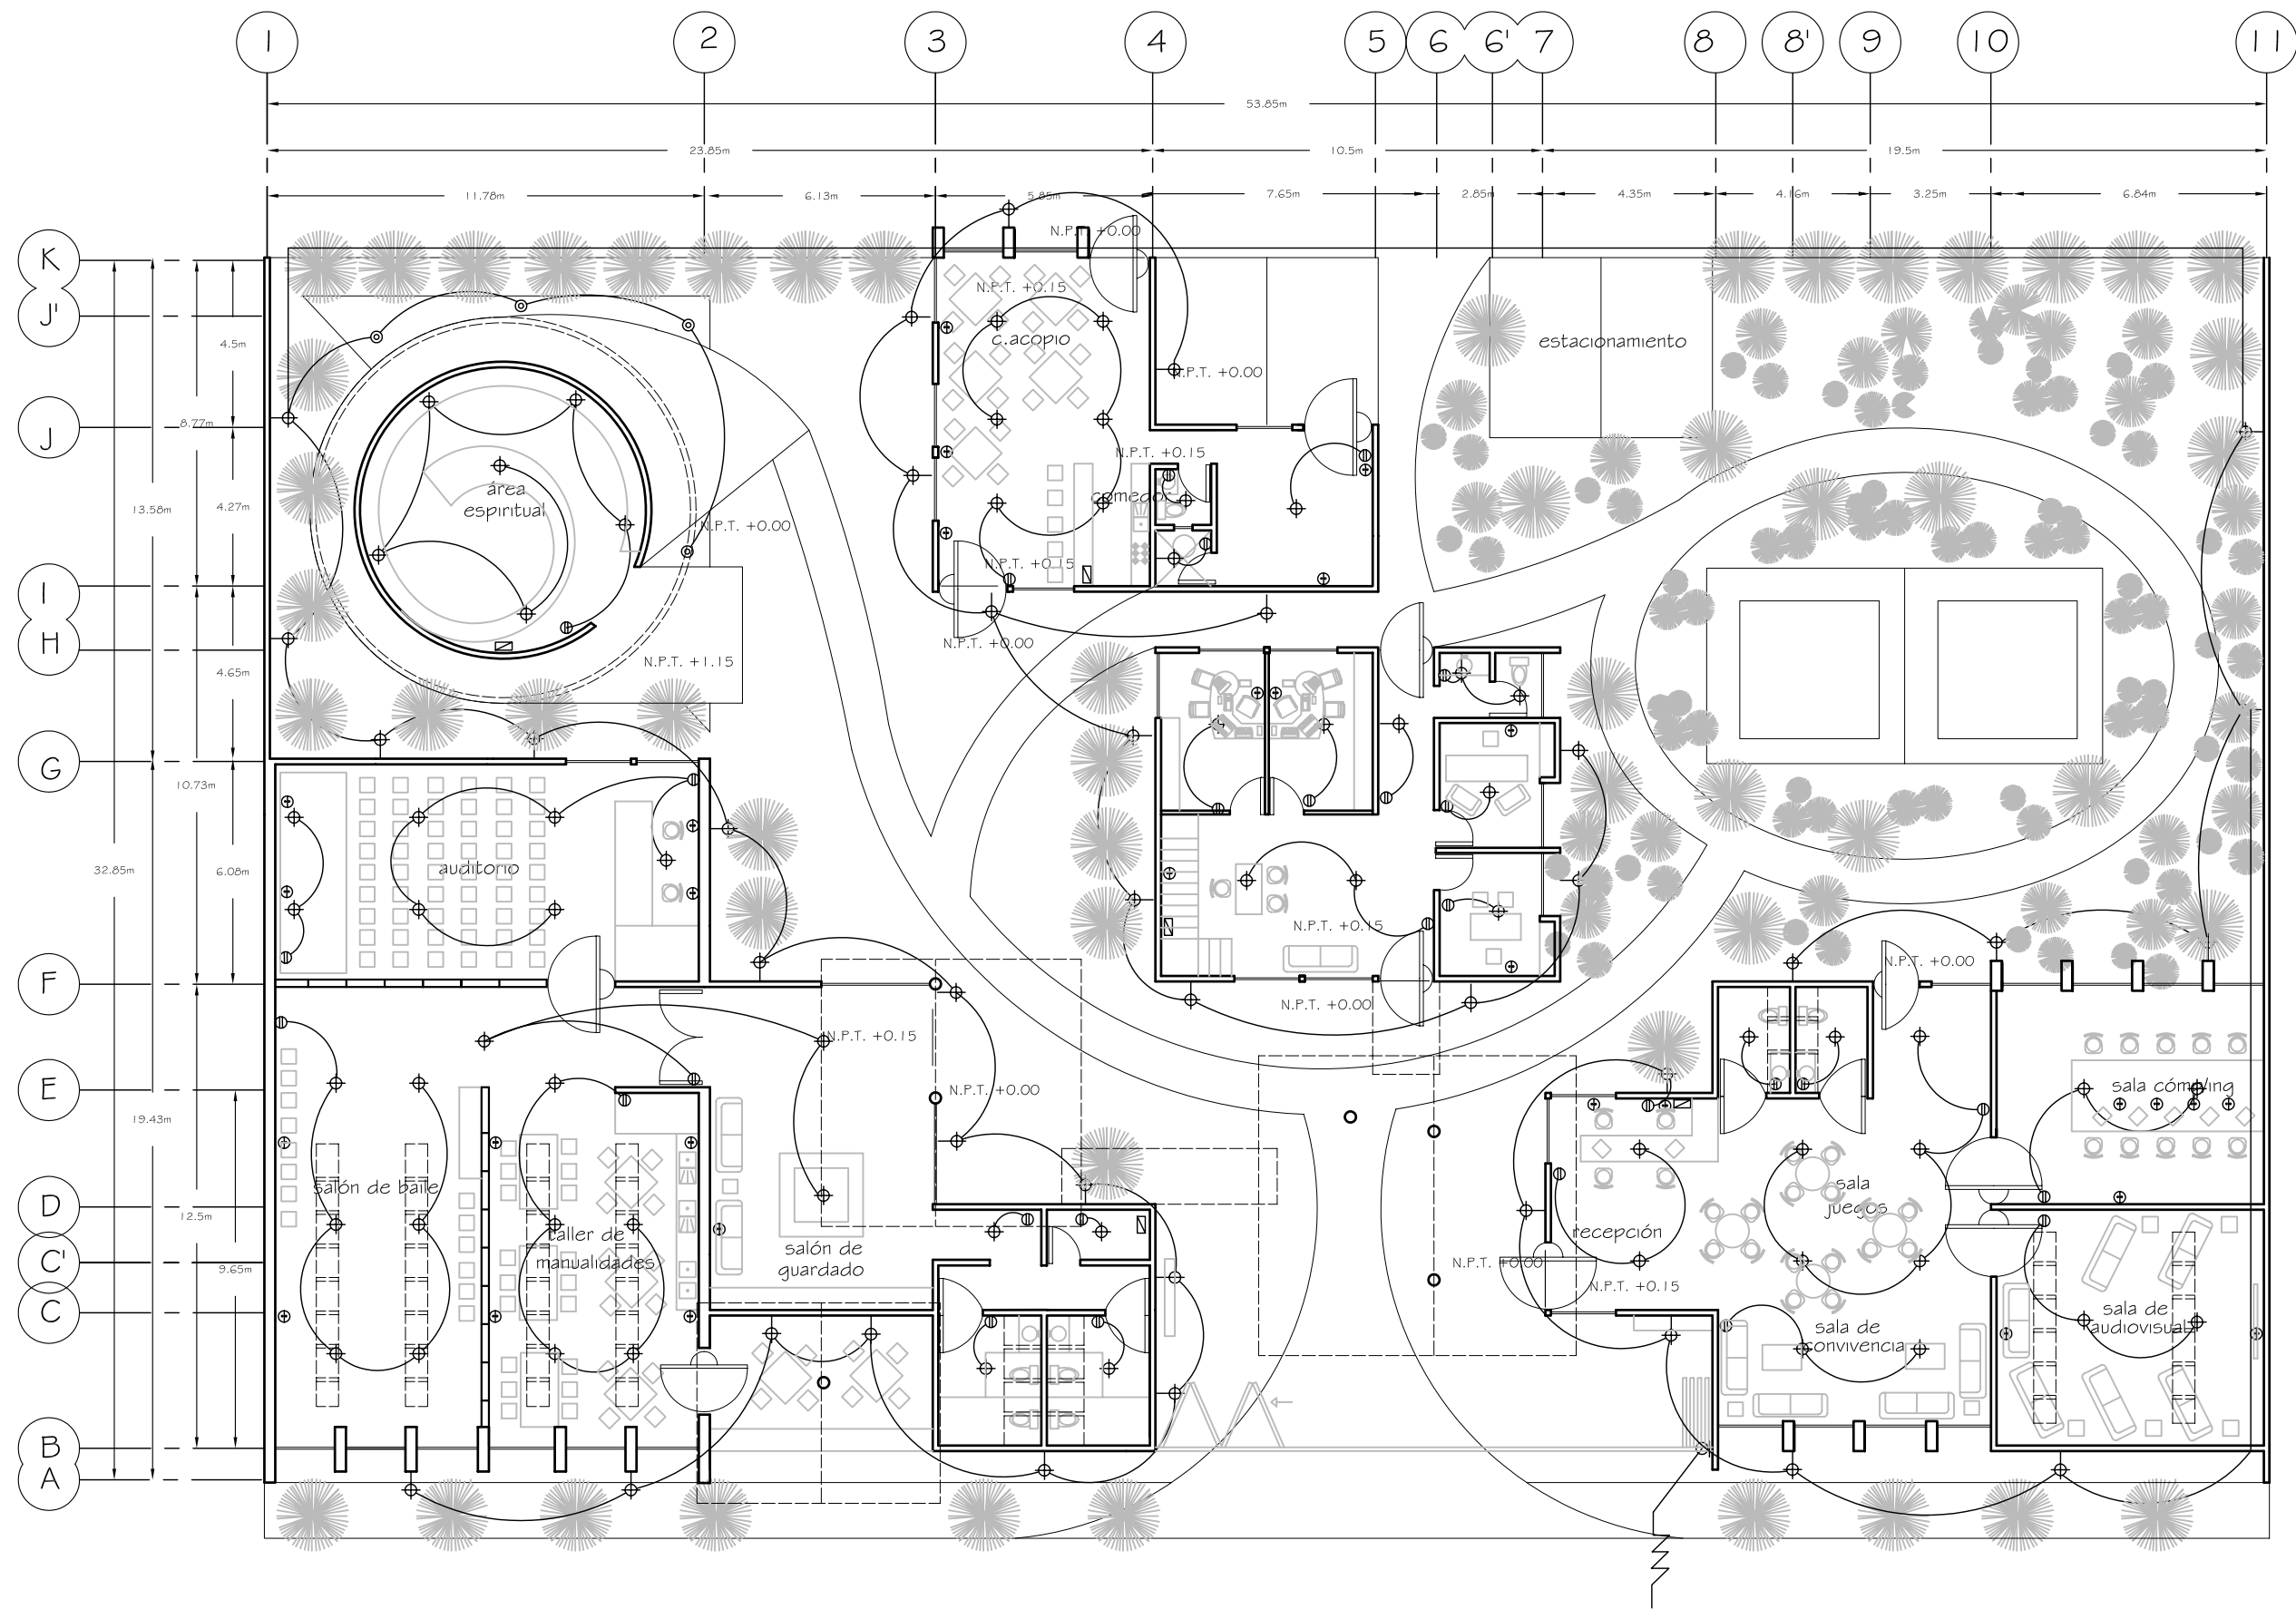 1 2 3 4 5 6 6' 7 8 8' 9 10 11
53.85m
23.85m 10.5m 19.5m
11.78m 6.13m 5.85m 7.65m 2.85m 4.35m 4.16m 3.25m 6.84m
K
J'
J
I
H
G
F
E
D
C'
C
B
A
4.5m
8.77m
13.58m
4.27m
4.65m
10.73m
32.85m
6.08m
19.43m
12.5m
9.65m
N.P.T. +0.00
N.P.T. +0.15
c.acopio
estacionamiento
N.P.T. +0.00
N.P.T. +0.15
área
espiritual
comedor
N.P.T. +0.00
N.P.T. +0.15
N.P.T. +0.00
N.P.T. +1.15
auditorio
N.P.T. +0.15
N.P.T. +0.00
N.P.T. +0.00
N.P.T. +0.15
N.P.T. +0.00
sala
salón de baile
sala
juegos
taller de
manualidades
salón de
guardado
recepción
N.P.T. +0.00
N.P.T. +0.15
sala de
convivencia
sala de
audiovisual